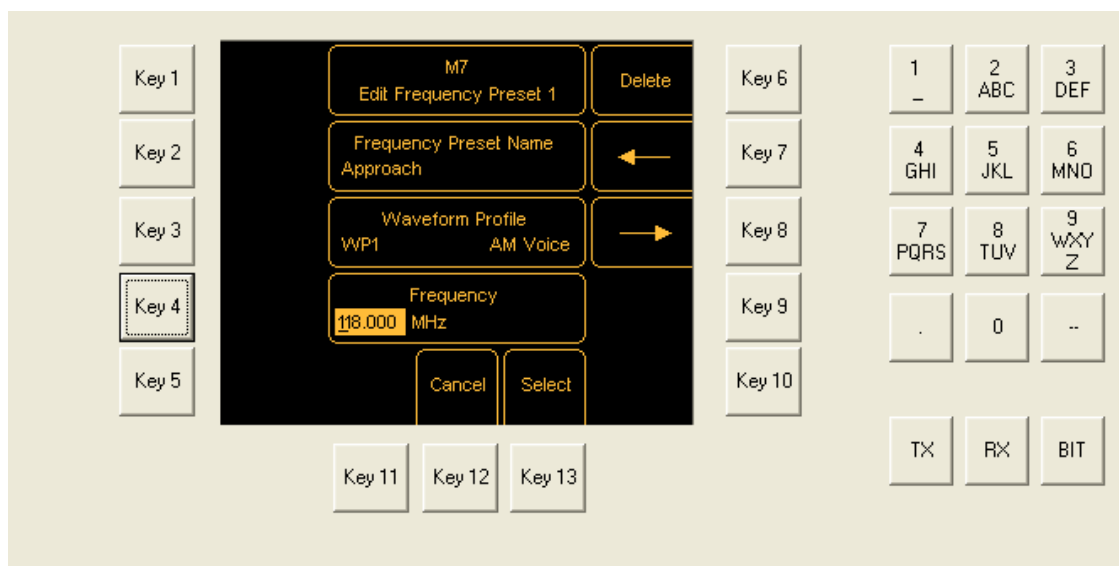 Key 1
Key 2
Key 3
Key 4
Key 5
M7
Edit Frequency Preset 1
Delete
Frequency Preset Name
Approach
Waveform Profile
WP1 AM Voice
Frequency
118.000 MHz
Cancel
Select
Key 6
Key 7
Key 8
Key 9
Key 10
Key 11
Key 12
Key 13
1
_
2
ABC
3
DEF
4
GHI
5
JKL
6
MNO
7
PQRS
8
TUV
9
WXY
Z
.
0
--
TX
RX
BIT